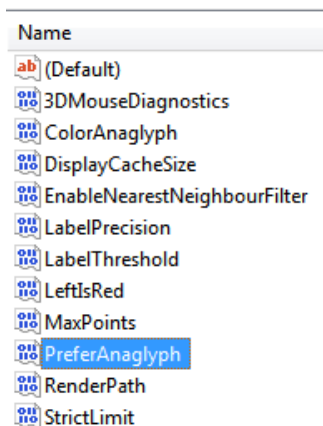 Name
(Default)
3DMouseDiagnostics
ColorAnaglyph
DisplayCacheSize
EnableNearestNeighbourFilter
LabelPrecision
LabelThreshold
LeftIsRed
MaxPoints
PreferAnaglyph
RenderPath
StrictLimit